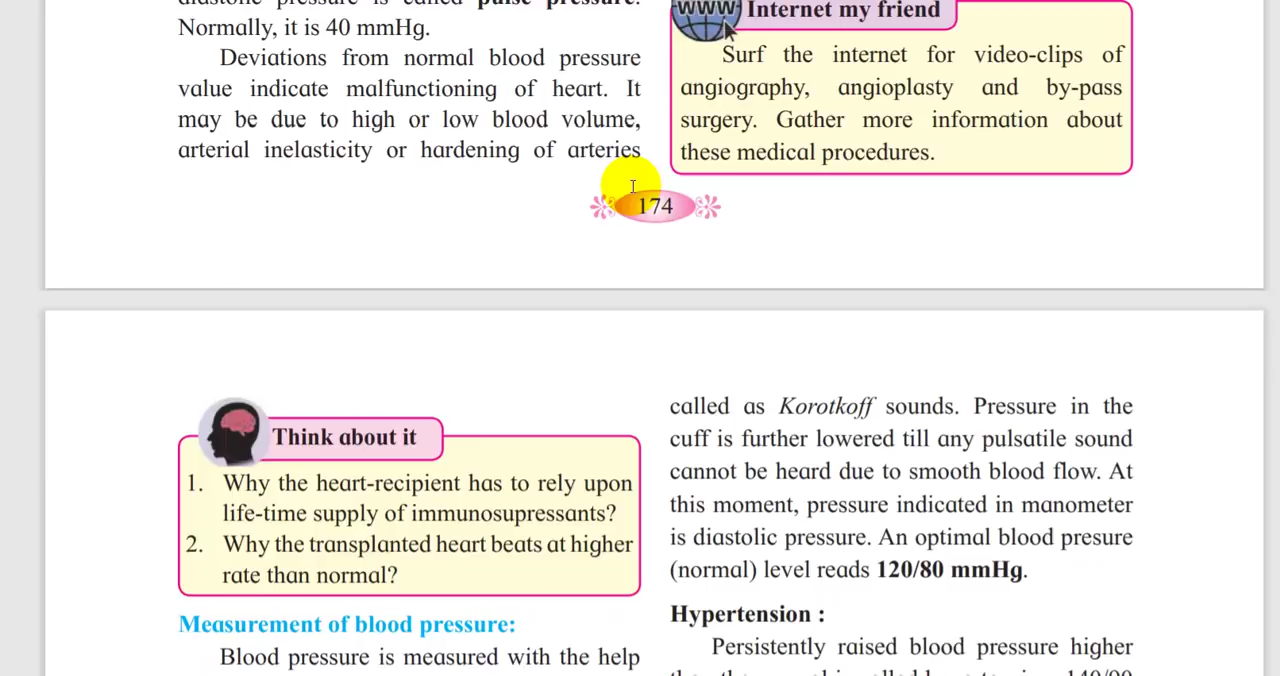 diastolic pressure is called pulse pressure.
Normally, it is 40 mmHg.
Deviations from normal blood pressure
value indicate malfunctioning of heart. It
may be due to high or low blood volume,
arterial inelasticity or hardening of arteries
www
Internet my friend
Surf the internet for video-clips of
angiography, angioplasty and by-pass
surgery. Gather more information about
these medical procedures.
174
Think about it
1. Why the heart-recipient has to rely upon
life-time supply of immunosupressants?
2. Why the transplanted heart beats at higher
rate than normal?
Measurement of blood pressure:
Blood pressure is measured with the help
called as Korotkoff sounds. Pressure in the
cuff is further lowered till any pulsatile sound
cannot be heard due to smooth blood flow. At
this moment, pressure indicated in manometer
is diastolic pressure. An optimal blood presure
(normal) level reads 120/80 mmHg.
Hypertension :
Persistently raised blood pressure higher